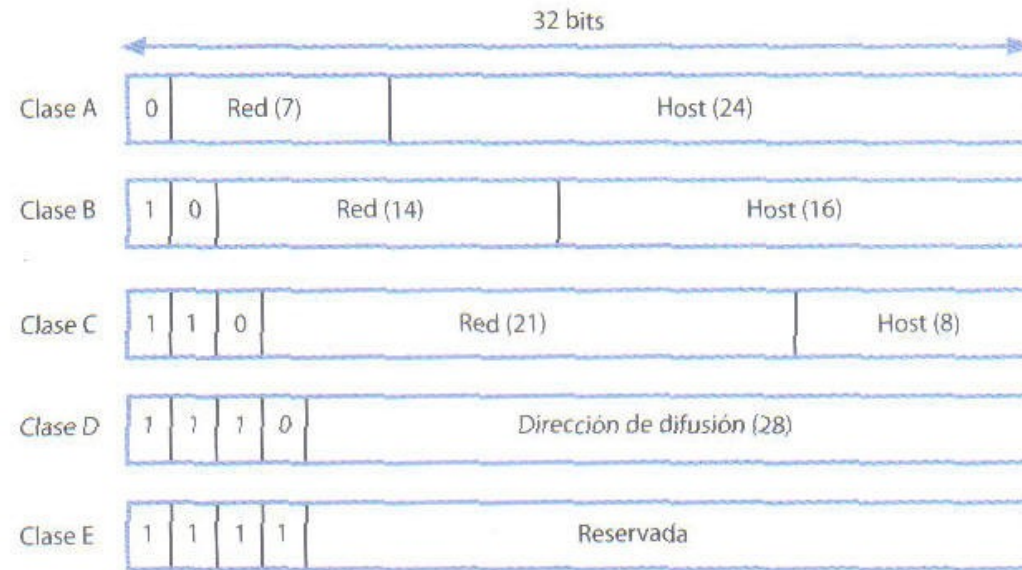 32 bits
Clase A 0 Red (7) Host (24)
Clase B 1 0 Red (14) Host (16)
Clase C 1 1 0 Red (21) Host (8)
Clase D 1 1 1 0 Dirección de difusión (28)
Clase E 1 1 1 1 Reservada